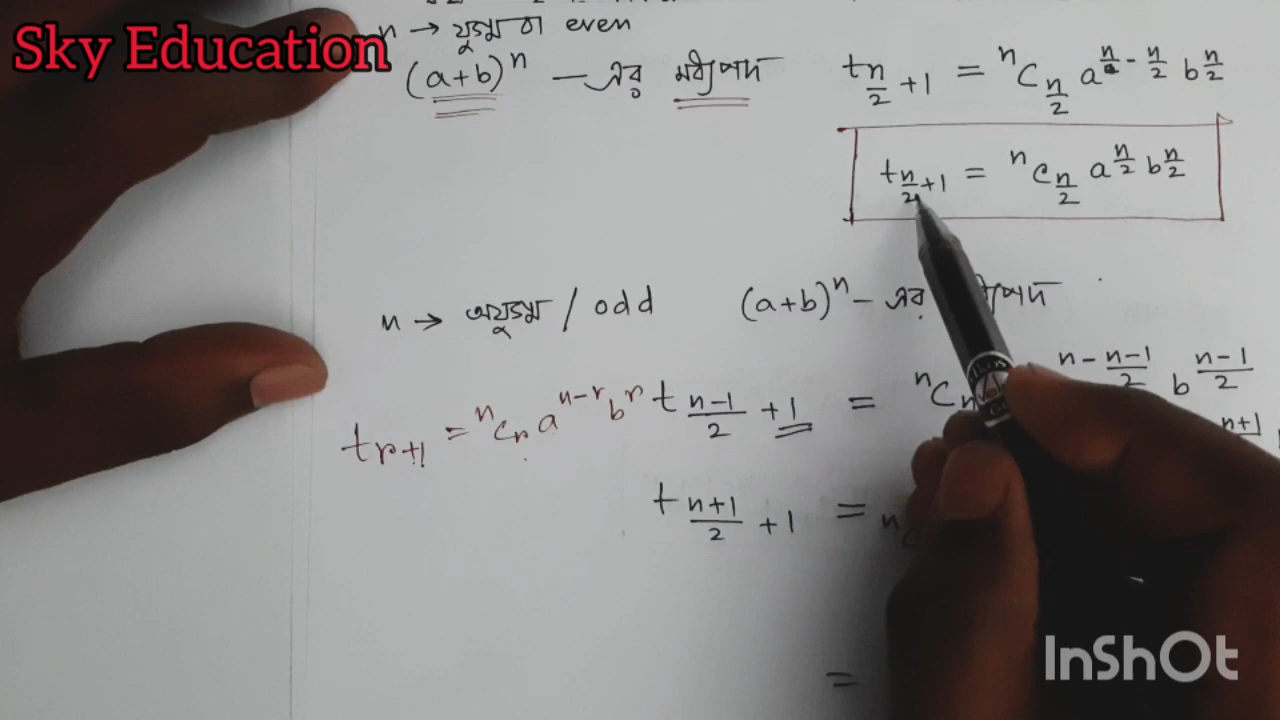 Sky Education
n → যুগ্ম বা even
(a+b)^n – এর মধ্যপদ t_{n/2 + 1} = ^nC_{n/2} a^{n - n/2} b^{n/2}
t_{n/2 + 1} = ^nC_{n/2} a^{n/2} b^{n/2}
n → অযুগ্ম / odd (a+b)^n – এর
t_{r+1} = ^nC_r a^{n-r} b^r t_{(n-1)/2 + 1} = ^nC n - (n-1)/2 b^{(n-1)/2}
n+1
t_{(n+1)/2 + 1} = ^nC
=
InShOt